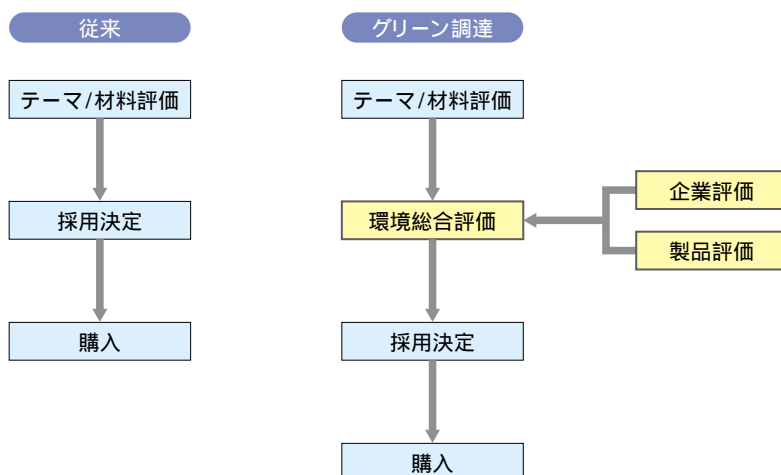 従来
テーマ/材料評価
採用決定
購入
グリーン調達
テーマ/材料評価
環境総合評価
採用決定
購入
企業評価
製品評価